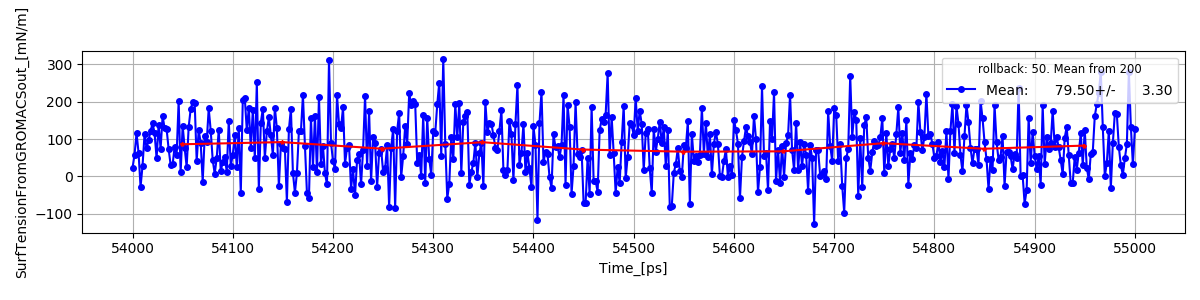 SurfTensionFromGROMACSout_[mN/m]
300
200
100
0
−100
rollback: 50. Mean from 200
Mean: 79.50+/- 3.30
54000 54100 54200 54300 54400 54500 54600 54700 54800 54900 55000
Time_[ps]